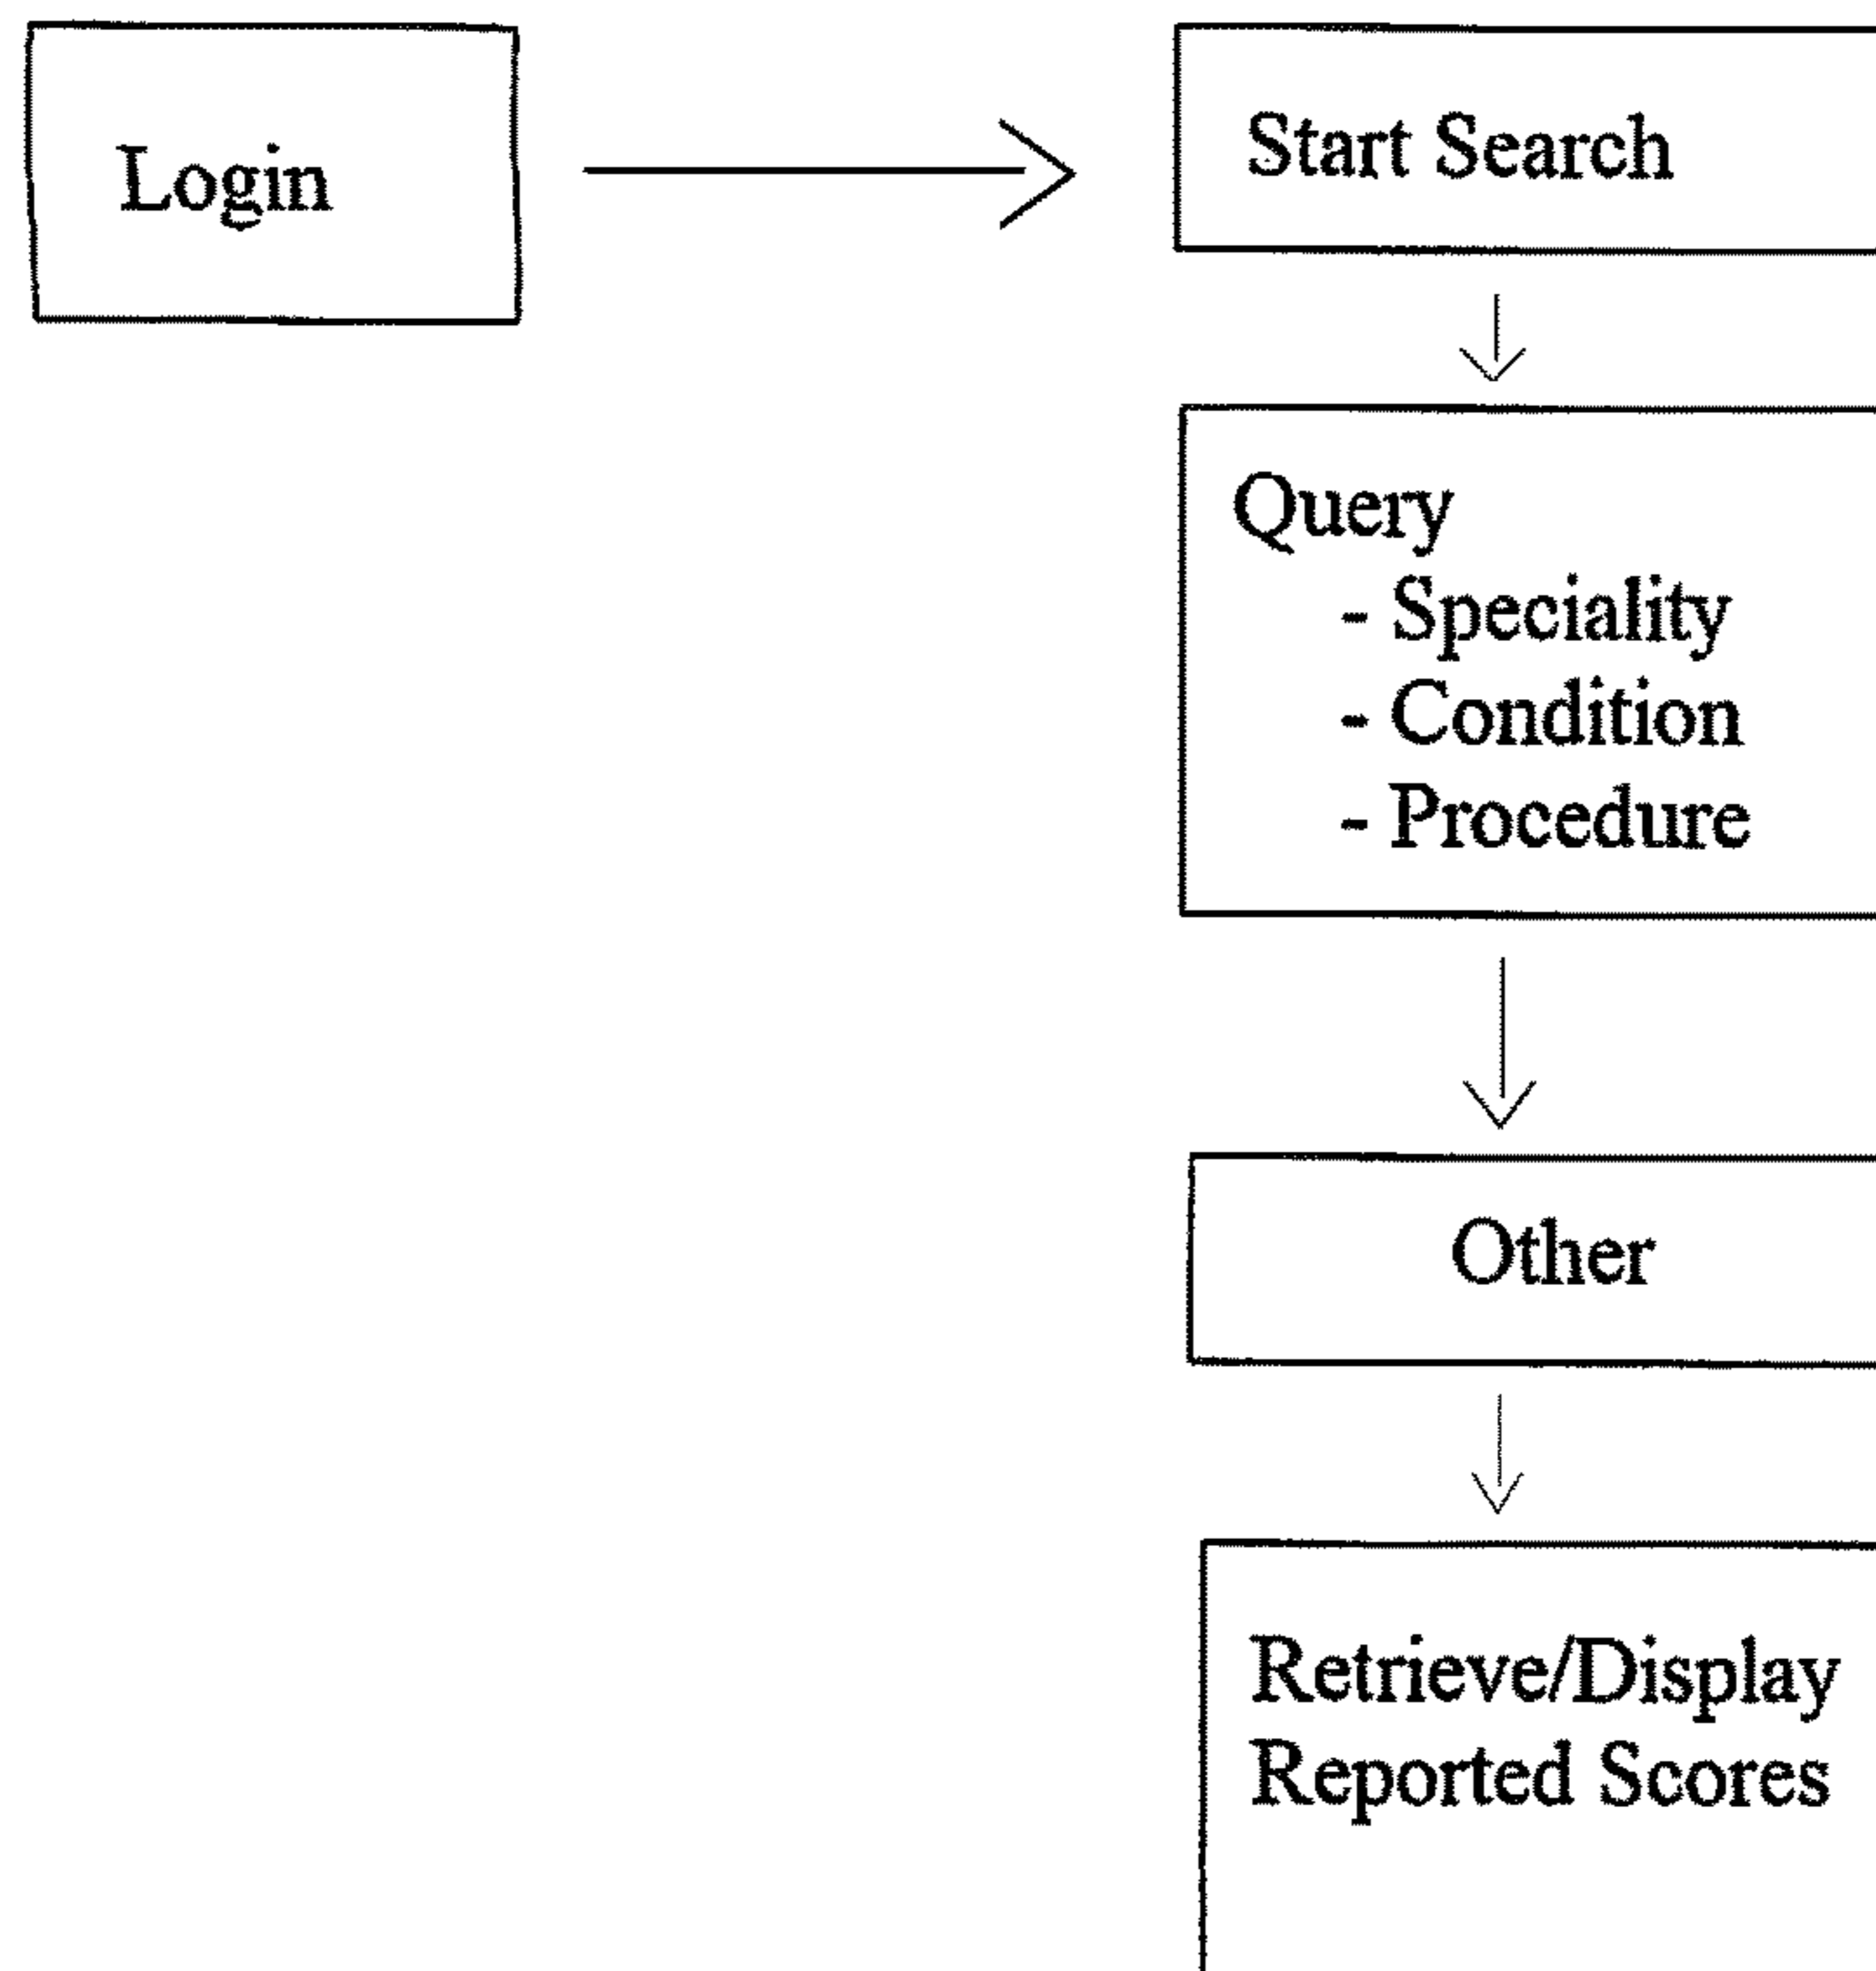 Login
Start Search
Query
- Speciality
- Condition
- Procedure
Other
Retrieve/Display
Reported Scores